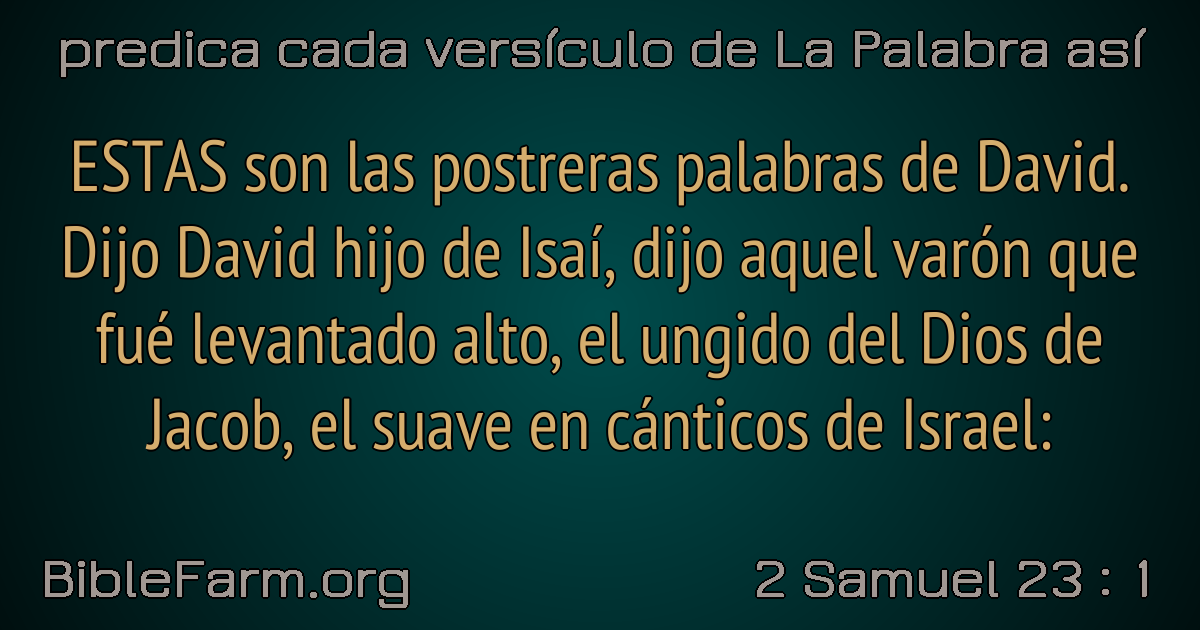 predica cada versículo de La Palabra así
ESTAS son las postreras palabras de David.
Dijo David hijo de Isaí, dijo aquel varón que
fué levantado alto, el ungido del Dios de
Jacob, el suave en cánticos de Israel:
BibleFarm.org
2 Samuel 23 : 1